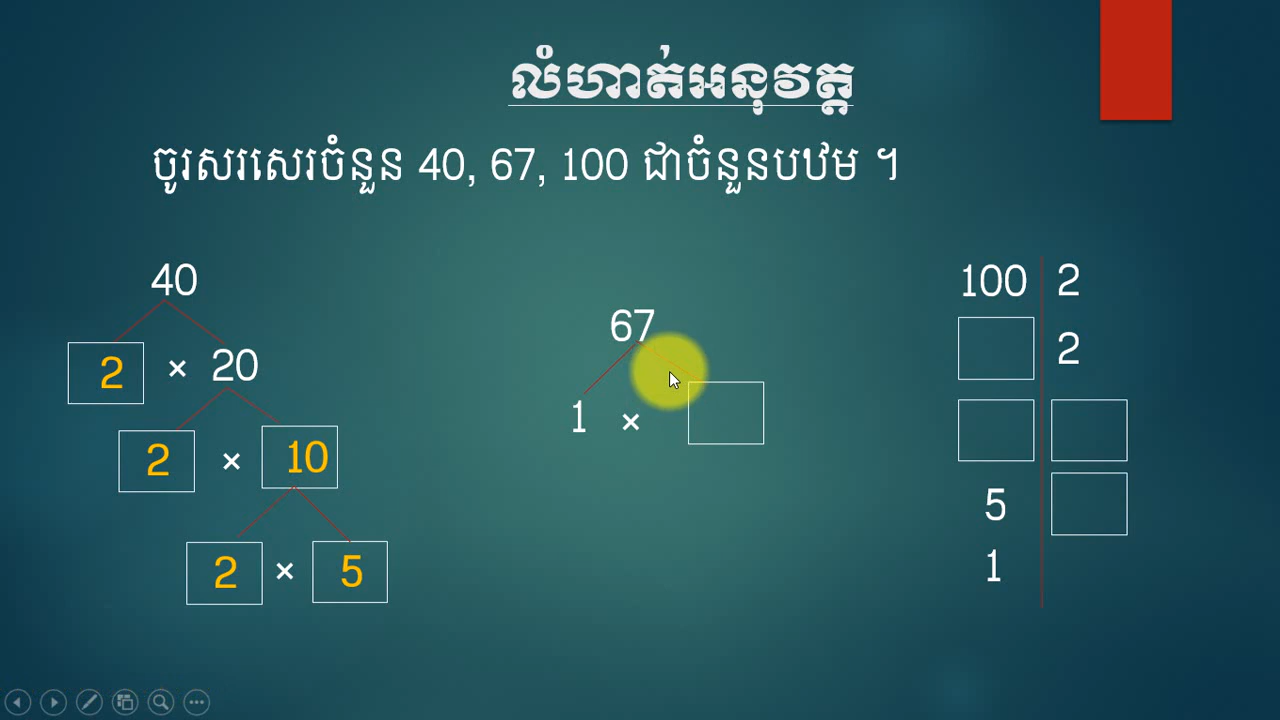 លំហាត់អនុវត្ត
ចូរសរសេរចំនួន 40, 67, 100 ជាចំនួនបឋម ។
40
2 × 20
2 × 10
2 × 5
67
1 ×
100 2
2
5
1